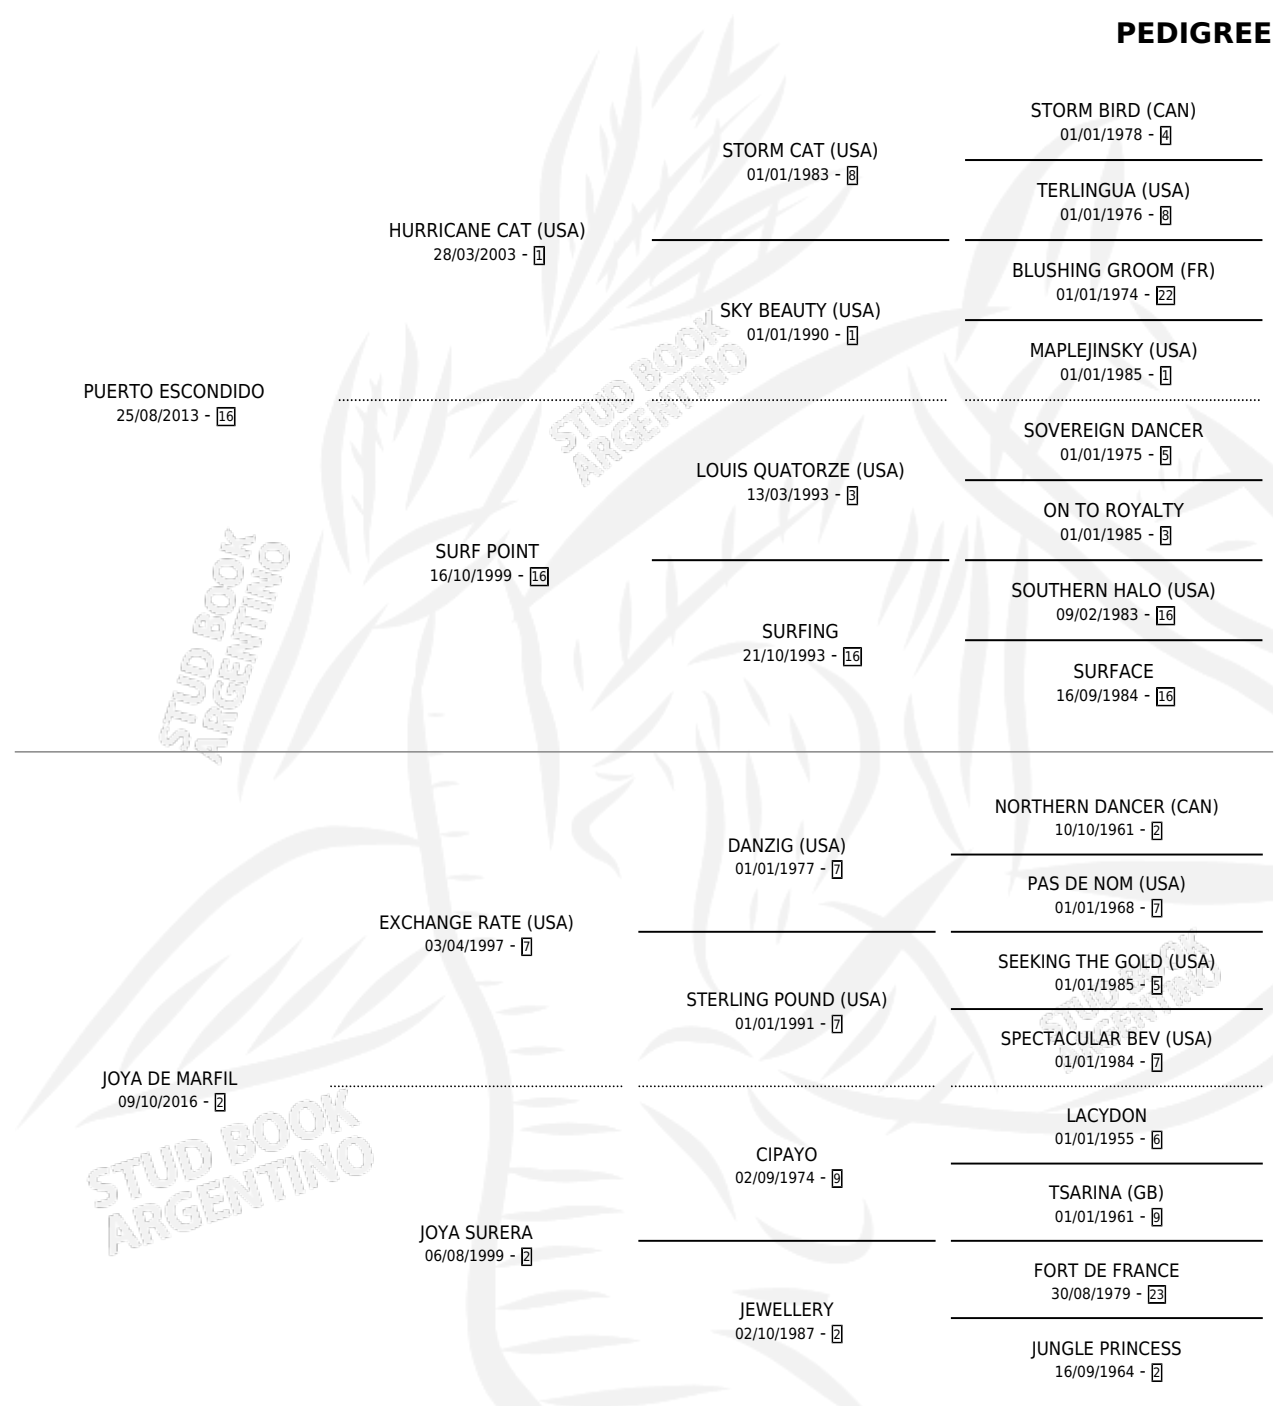 PEDIGREE
STORM BIRD (CAN)
01/01/1978 - 4
STORM CAT (USA)
01/01/1983 - 8
TERLINGUA (USA)
01/01/1976 - 8
HURRICANE CAT (USA)
28/03/2003 - 1
BLUSHING GROOM (FR)
01/01/1974 - 22
SKY BEAUTY (USA)
01/01/1990 - 1
MAPLEJINSKY (USA)
01/01/1985 - 1
PUERTO ESCONDIDO
25/08/2013 - 16
SOVEREIGN DANCER
01/01/1975 - 5
LOUIS QUATORZE (USA)
13/03/1993 - 3
ON TO ROYALTY
01/01/1985 - 3
SURF POINT
16/10/1999 - 16
SOUTHERN HALO (USA)
09/02/1983 - 16
SURFING
21/10/1993 - 16
SURFACE
16/09/1984 - 16
NORTHERN DANCER (CAN)
10/10/1961 - 2
DANZIG (USA)
01/01/1977 - 7
PAS DE NOM (USA)
01/01/1968 - 7
EXCHANGE RATE (USA)
03/04/1997 - 7
SEEKING THE GOLD (USA)
01/01/1985 - 5
STERLING POUND (USA)
01/01/1991 - 7
SPECTACULAR BEV (USA)
01/01/1984 - 7
JOYA DE MARFIL
09/10/2016 - 2
LACYDON
01/01/1955 - 6
CIPAYO
02/09/1974 - 9
TSARINA (GB)
01/01/1961 - 9
JOYA SURERA
06/08/1999 - 2
FORT DE FRANCE
30/08/1979 - 23
JEWELLERY
02/10/1987 - 2
JUNGLE PRINCESS
16/09/1964 - 2
STUD BOOK
ARGENTINO
STUD BOOK
ARGENTINO
STUD BOOK
ARGENTINO
STUD BOOK
ARGENTINO